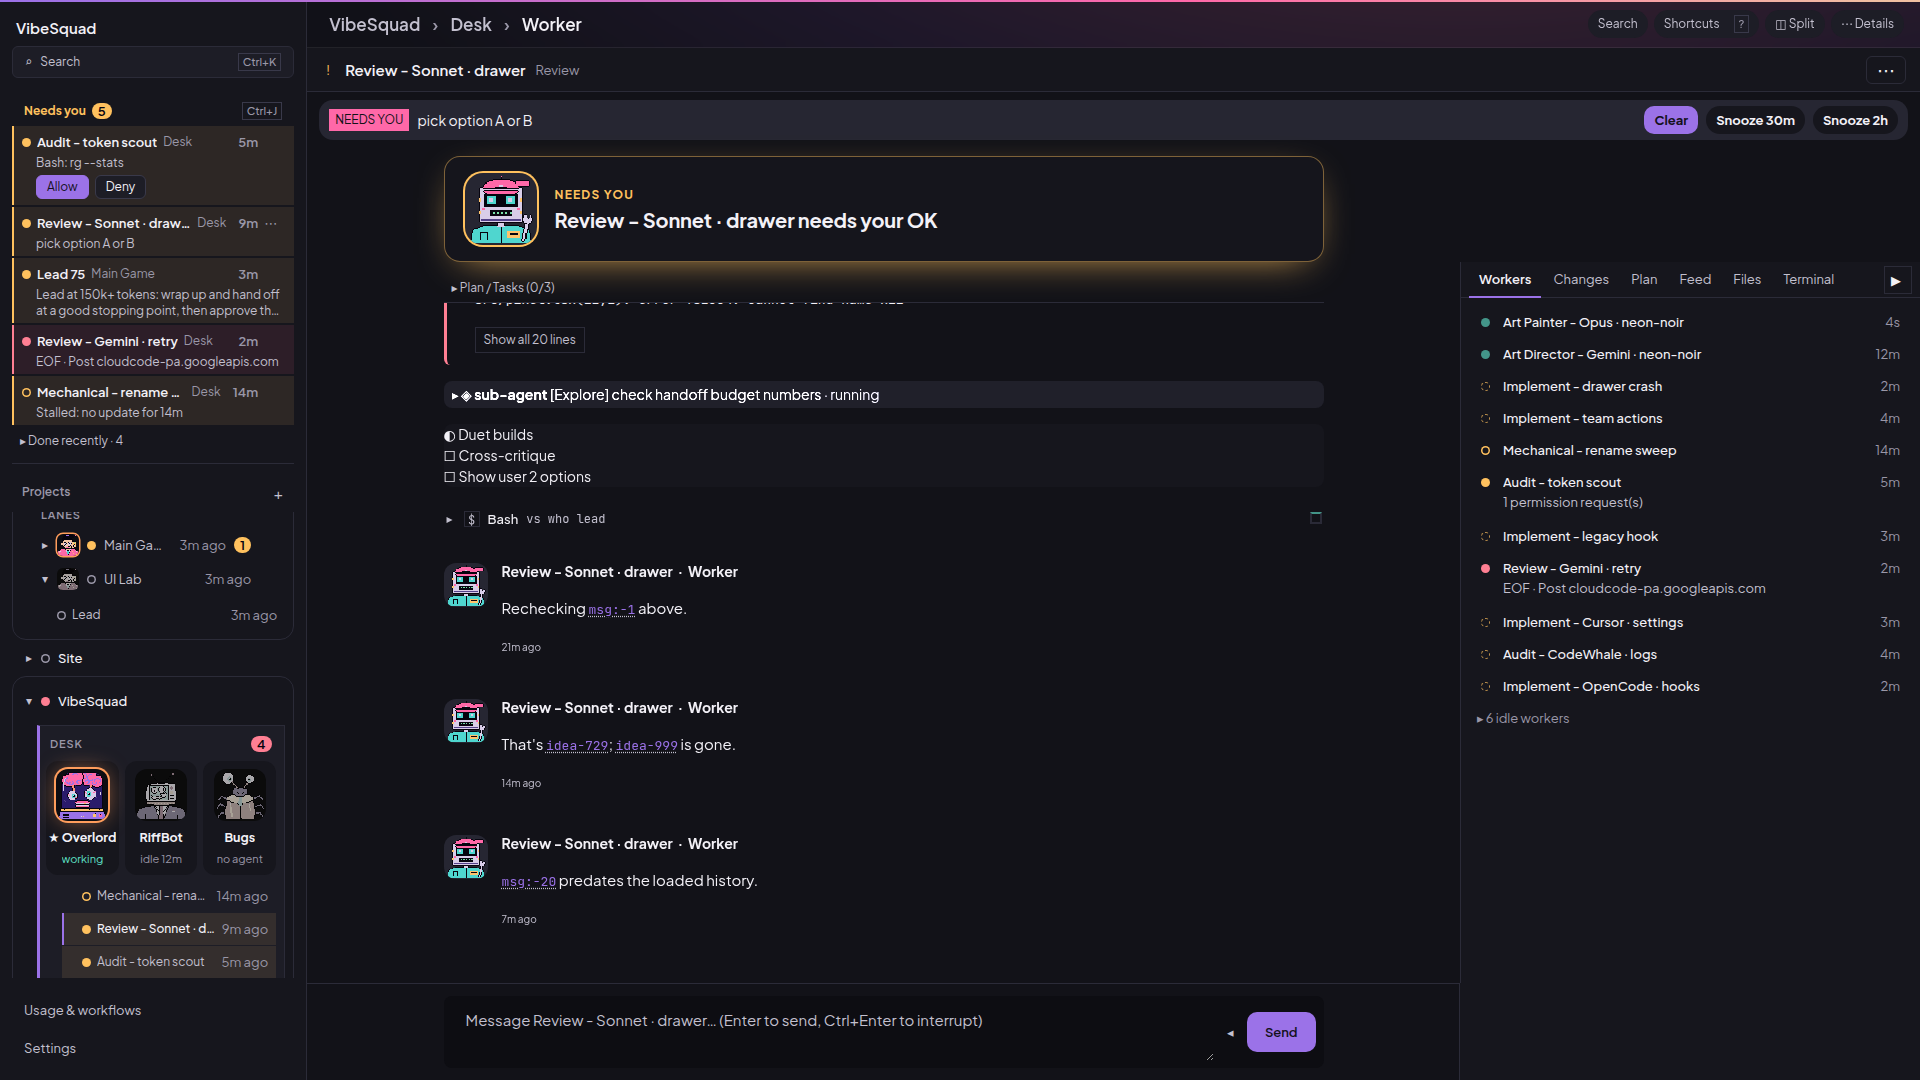 VibeSquad
Search Ctrl+K
Needs you 5 Ctrl+J
Audit - token scout Desk 5m
Bash: rg --stats
Allow Deny
Review - Sonnet · draw... Desk 9m ...
pick option A or B
Lead 75 Main Game 3m
Lead at 150k+ tokens: wrap up and hand off
at a good stopping point, then approve th...
Review - Gemini · retry Desk 2m
EOF · Post cloudcode-pa.googleapis.com
Mechanical - rename ... Desk 14m
Stalled: no update for 14m
▸ Done recently · 4
Projects +
LANES
▸ Main Ga... 3m ago 1
▾ UI Lab 3m ago
Lead 3m ago
▸ Site
▾ VibeSquad
DESK 4
★ Overlord RiffBot Bugs
working idle 12m no agent
Mechanical - rena... 14m ago
Review - Sonnet · d... 9m ago
Audit - token scout 5m ago
Usage & workflows
Settings
VibeSquad › Desk › Worker
Search Shortcuts ? Split ··· Details
! Review - Sonnet · drawer Review ...
NEEDS YOU pick option A or B Clear Snooze 30m Snooze 2h
NEEDS YOU
Review - Sonnet · drawer needs your OK
▸ Plan / Tasks (0/3)
Show all 20 lines
▸ ◈ sub-agent [Explore] check handoff budget numbers · running
◐ Duet builds
☐ Cross-critique
☐ Show user 2 options
▸ $ Bash vs who lead
Review - Sonnet · drawer · Worker
Rechecking msg:-1 above.
21m ago
Review - Sonnet · drawer · Worker
That's idea-729; idea-999 is gone.
14m ago
Review - Sonnet · drawer · Worker
msg:-20 predates the loaded history.
7m ago
Message Review - Sonnet · drawer... (Enter to send, Ctrl+Enter to interrupt)
◂ Send
Workers Changes Plan Feed Files Terminal ▶
Art Painter - Opus · neon-noir 4s
Art Director - Gemini · neon-noir 12m
Implement - drawer crash 2m
Implement - team actions 4m
Mechanical - rename sweep 14m
Audit - token scout 5m
1 permission request(s)
Implement - legacy hook 3m
Review - Gemini · retry 2m
EOF · Post cloudcode-pa.googleapis.com
Implement - Cursor · settings 3m
Audit - CodeWhale · logs 4m
Implement - OpenCode · hooks 2m
▸ 6 idle workers